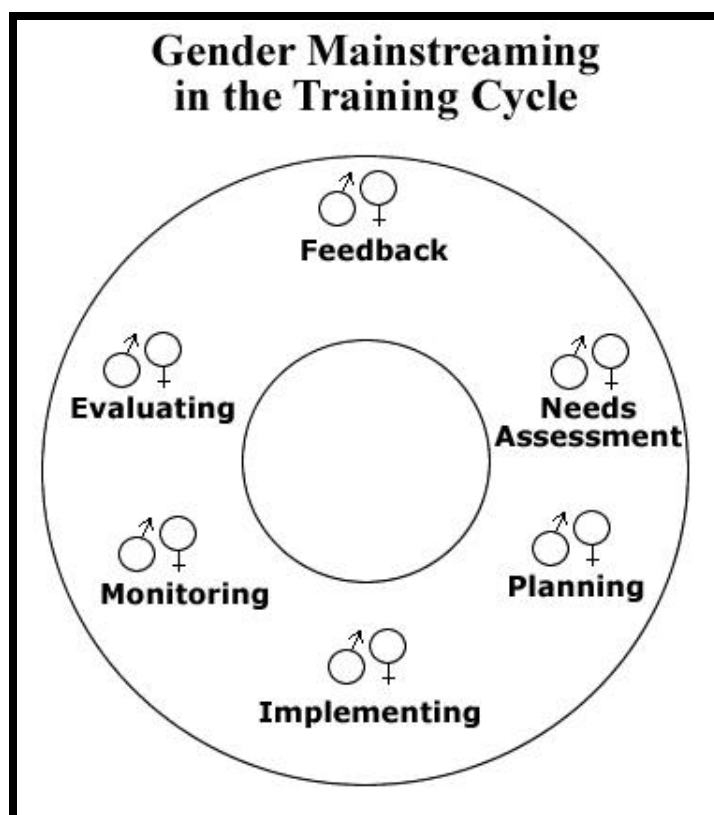 Gender Mainstreaming
in the Training Cycle
Feedback
Needs
Assessment
Planning
Implementing
Monitoring
Evaluating